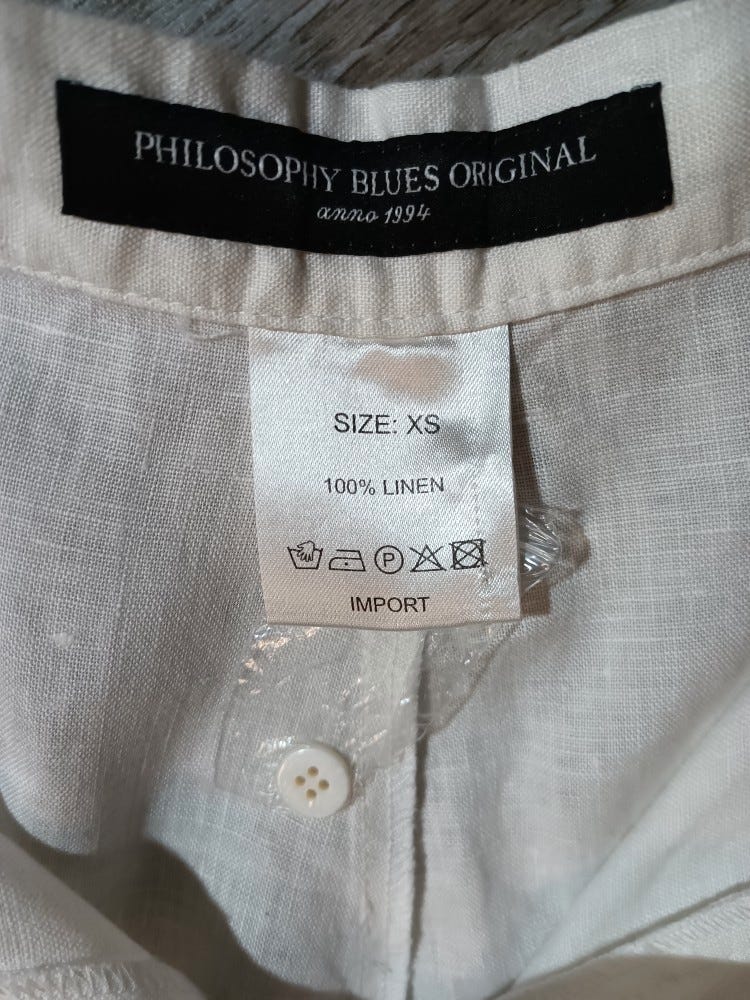 PHILOSOPHY BLUES ORIGINAL
anno 1994
SIZE: XS
100% LINEN
P
IMPORT